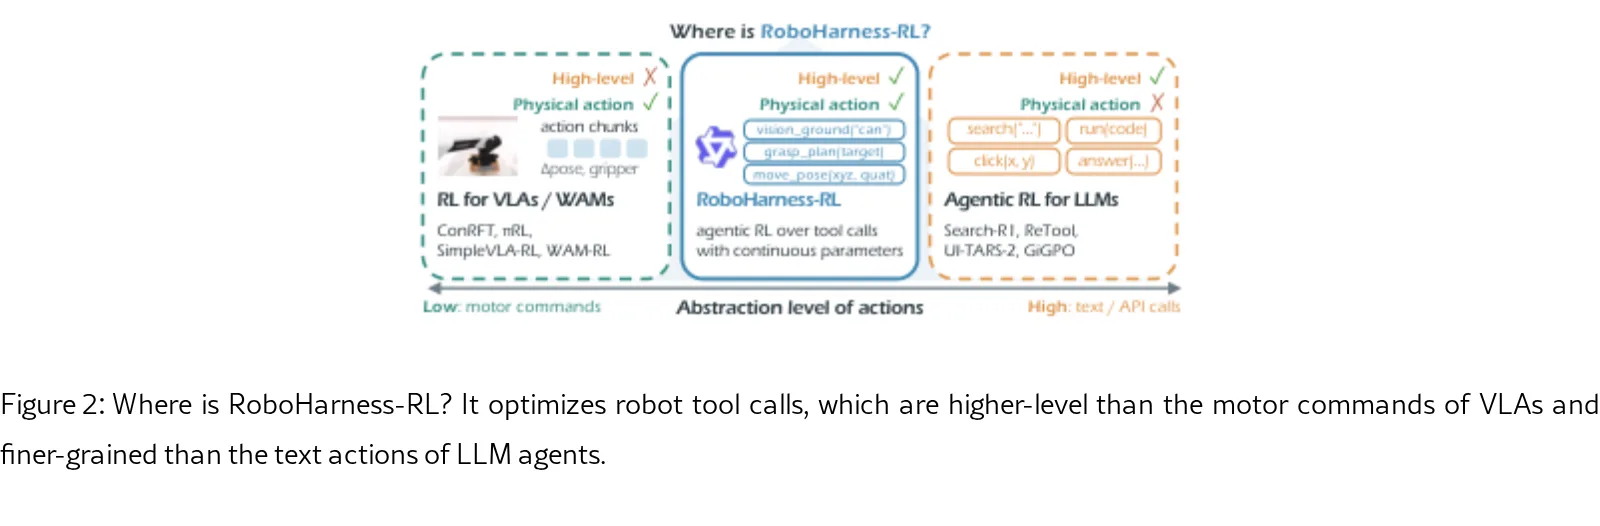 Where is RoboHarness-RL?
High-level ✗
Physical action ✓
action chunks
Δpose, gripper
RL for VLAs / WAMs
ConRFT, πRL,
SimpleVLA-RL, WAM-RL
High-level ✓
Physical action ✓
vision_ground("can")
grasp_plan(target)
move_pose(xyz, quat)
RoboHarness-RL
agentic RL over tool calls
with continuous parameters
High-level ✓
Physical action ✗
search("...")
run(code)
click(x, y)
answer(...)
Agentic RL for LLMs
Search-R1, ReTool,
UI-TARS-2, GiGPO
Low: motor commands
Abstraction level of actions
High: text / API calls
Figure 2: Where is RoboHarness-RL? It optimizes robot tool calls, which are higher-level than the motor commands of VLAs and
finer-grained than the text actions of LLM agents.